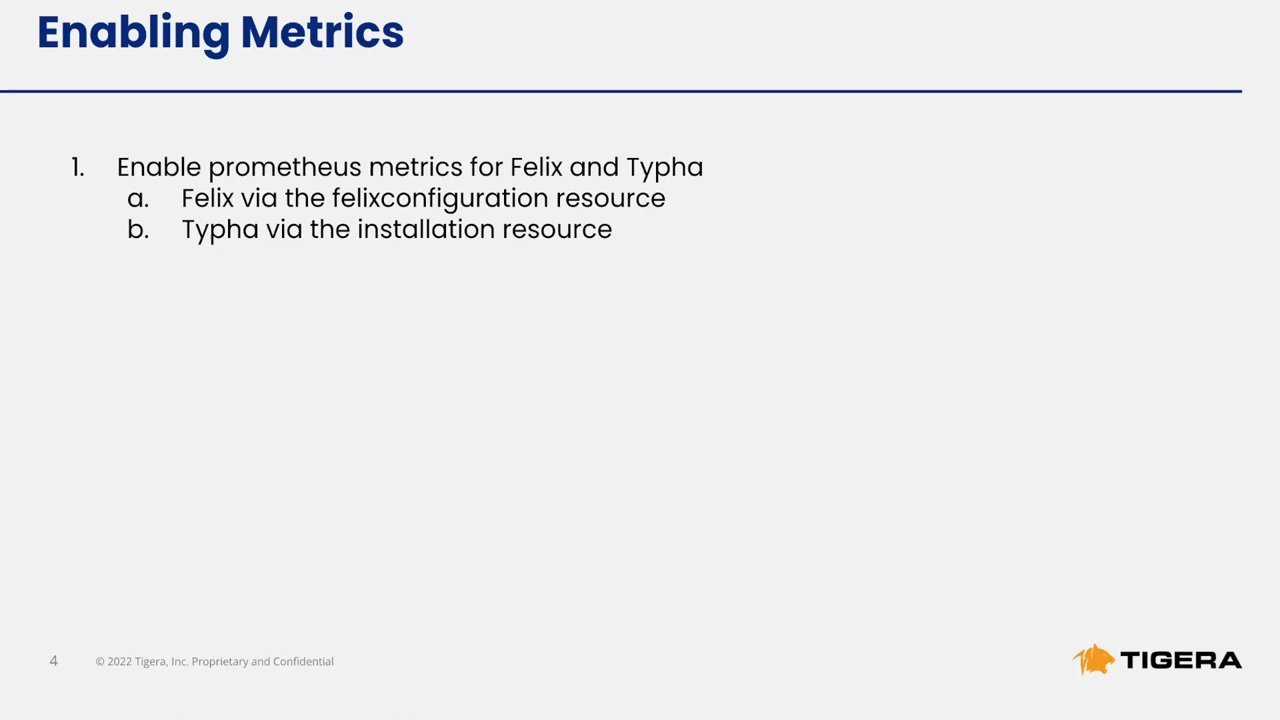 Enabling Metrics
1. Enable prometheus metrics for Felix and Typha
a. Felix via the felixconfiguration resource
b. Typha via the installation resource
4 © 2022 Tigera, Inc. Proprietary and Confidential
TIGERA